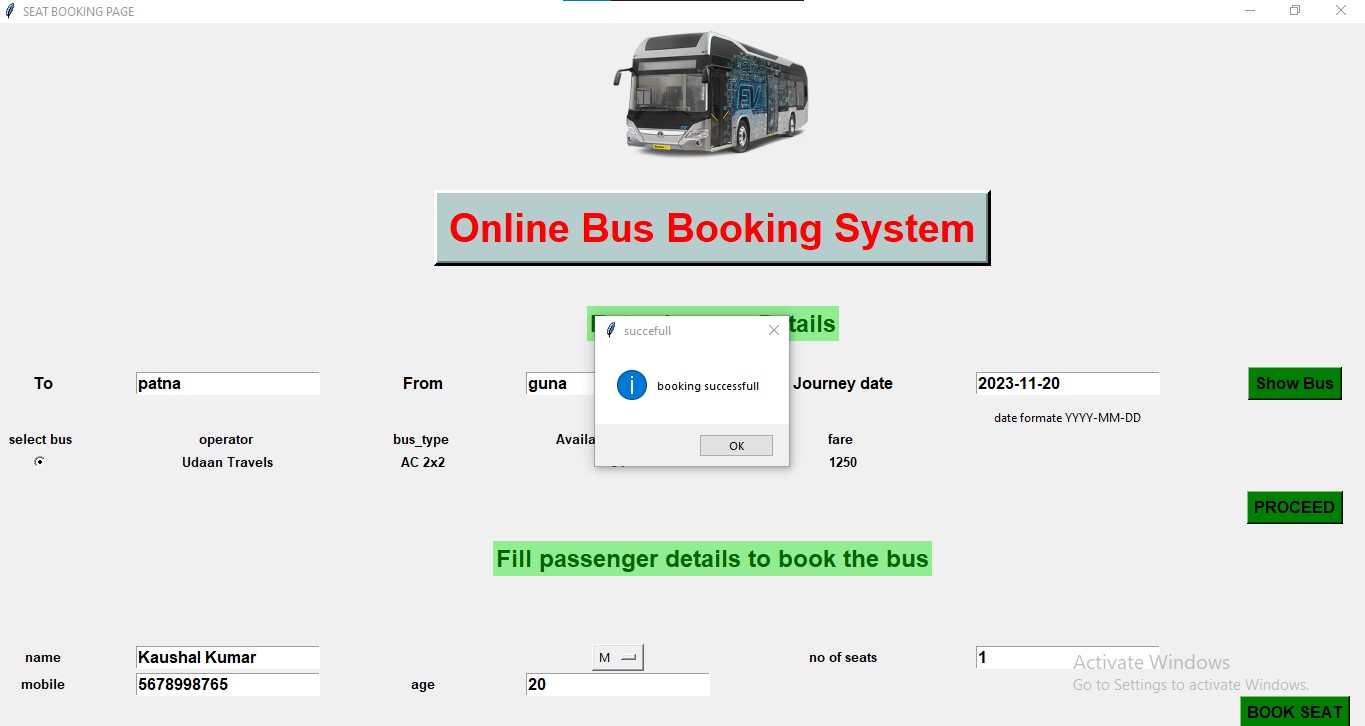 SEAT BOOKING PAGE
EV
Online Bus Booking System
tails
succefull
booking successfull
OK
To patna From guna Journey date 2023-11-20 Show Bus
date formate YYYY-MM-DD
select bus operator bus_type Availa fare
Udaan Travels AC 2x2 1250
PROCEED
Fill passenger details to book the bus
name Kaushal Kumar M no of seats 1
mobile 5678998765 age 20
Activate Windows
Go to Settings to activate Windows.
BOOK SEAT